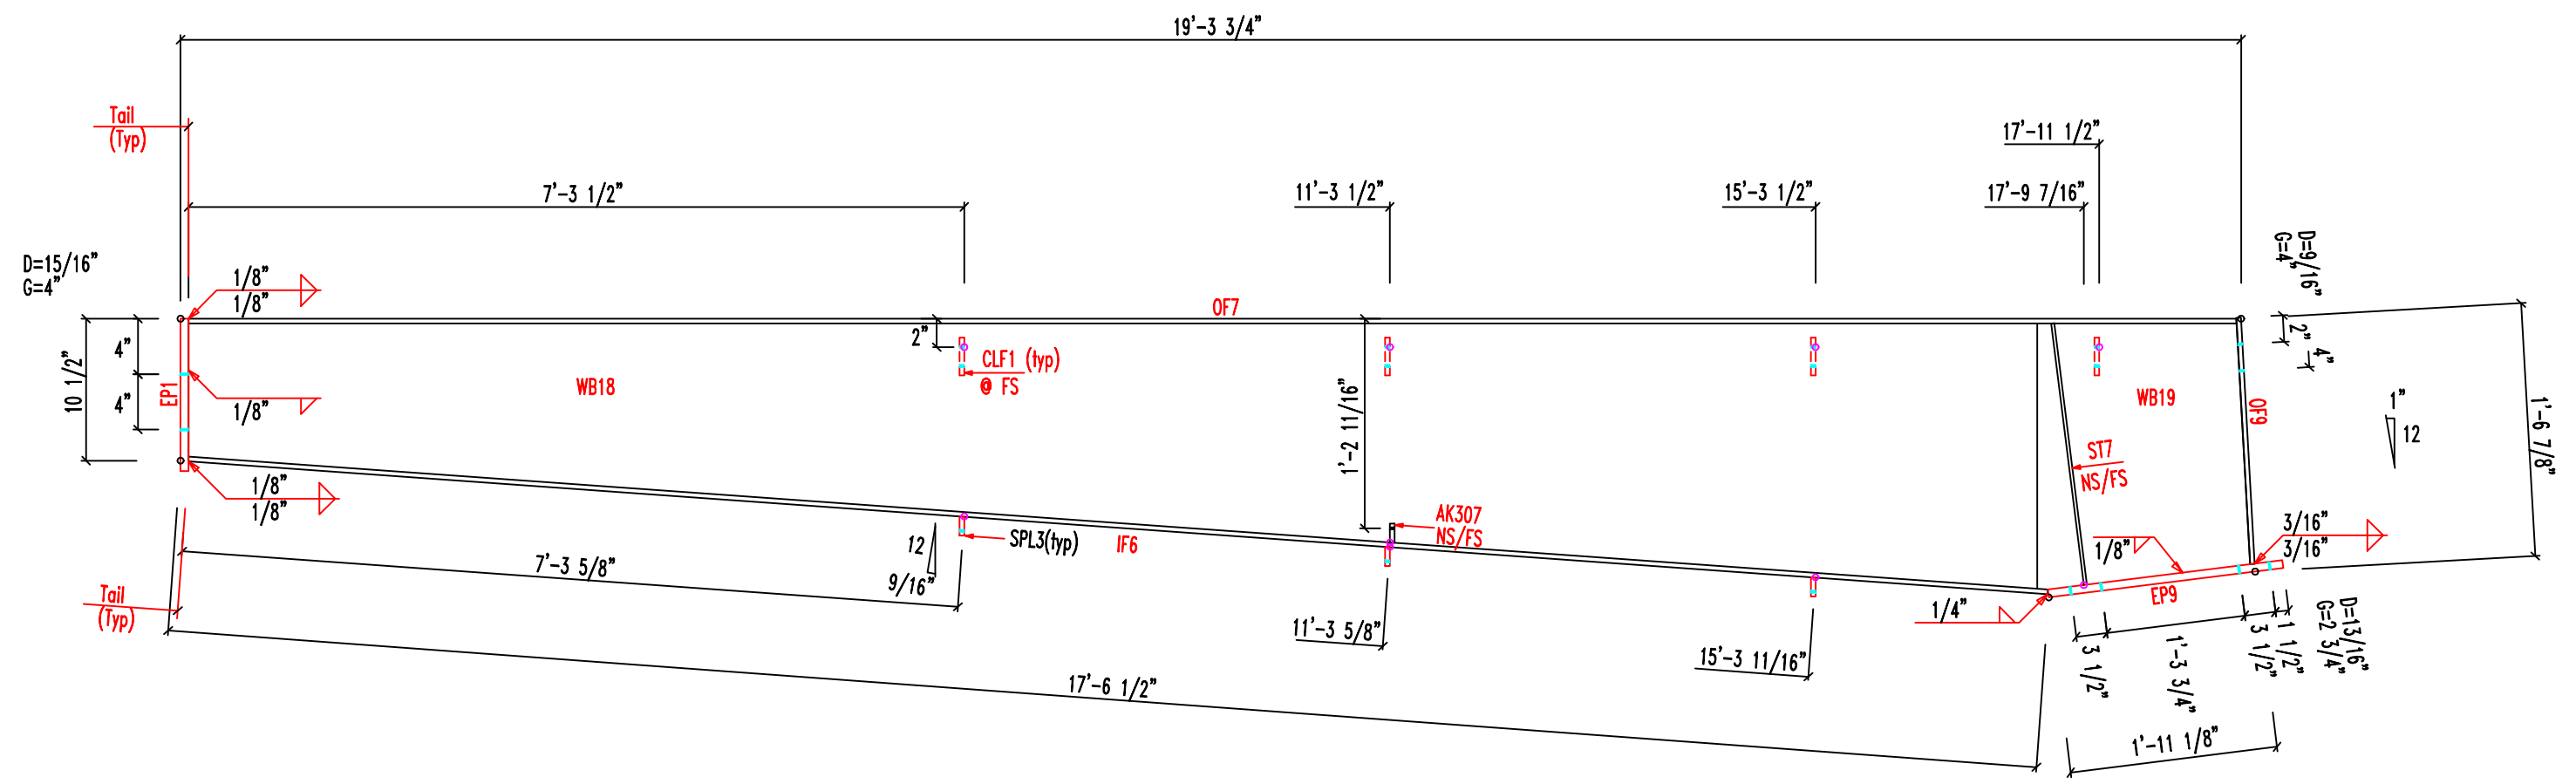 19'-3 3/4"
Tail
(Typ)
17'-11 1/2"
7'-3 1/2"
11'-3 1/2"
15'-3 1/2"
17'-9 7/16"
D=15/16"
G=4"
1/8"
1/8"
OF7
D=9/16"
G=4"
2"
2"
4"
4"
10 1/2"
EP1
4"
1/8"
WB18
CLF1 (typ)
@ FS
1'-2 11/16"
WB19
OF9
1"
12
1'-6 7/8"
ST7
NS/FS
1/8"
1/8"
AK307
NS/FS
SPL3(typ)
IF6
12
9/16"
3/16"
3/16"
1/8"
7'-3 5/8"
EP9
Tail
(Typ)
1/4"
11'-3 5/8"
15'-3 11/16"
17'-6 1/2"
3 1/2"
1'-3 3/4"
3 1/2"
1 1/2"
D=13/16"
G=2 3/4"
1'-11 1/8"